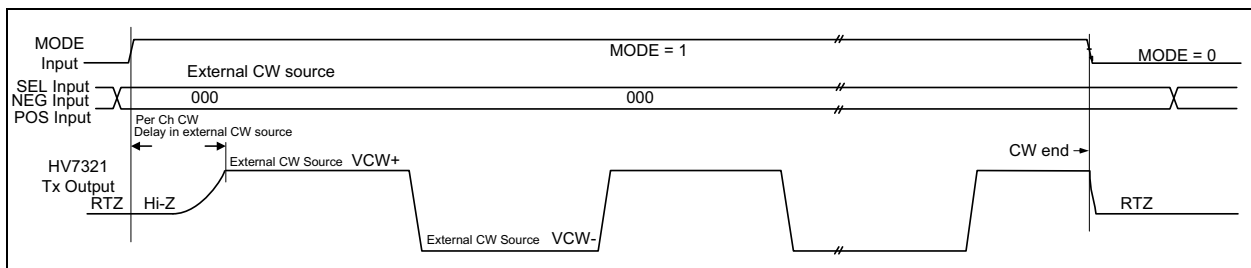 MODE
Input
MODE = 1
MODE = 0
External CW source
SEL Input
NEG Input
POS Input
000
000
Per Ch CW
Delay in external CW source
HV7321
Tx Output
External CW Source VCW+
CW end
RTZ
Hi-Z
RTZ
External CW Source VCW-